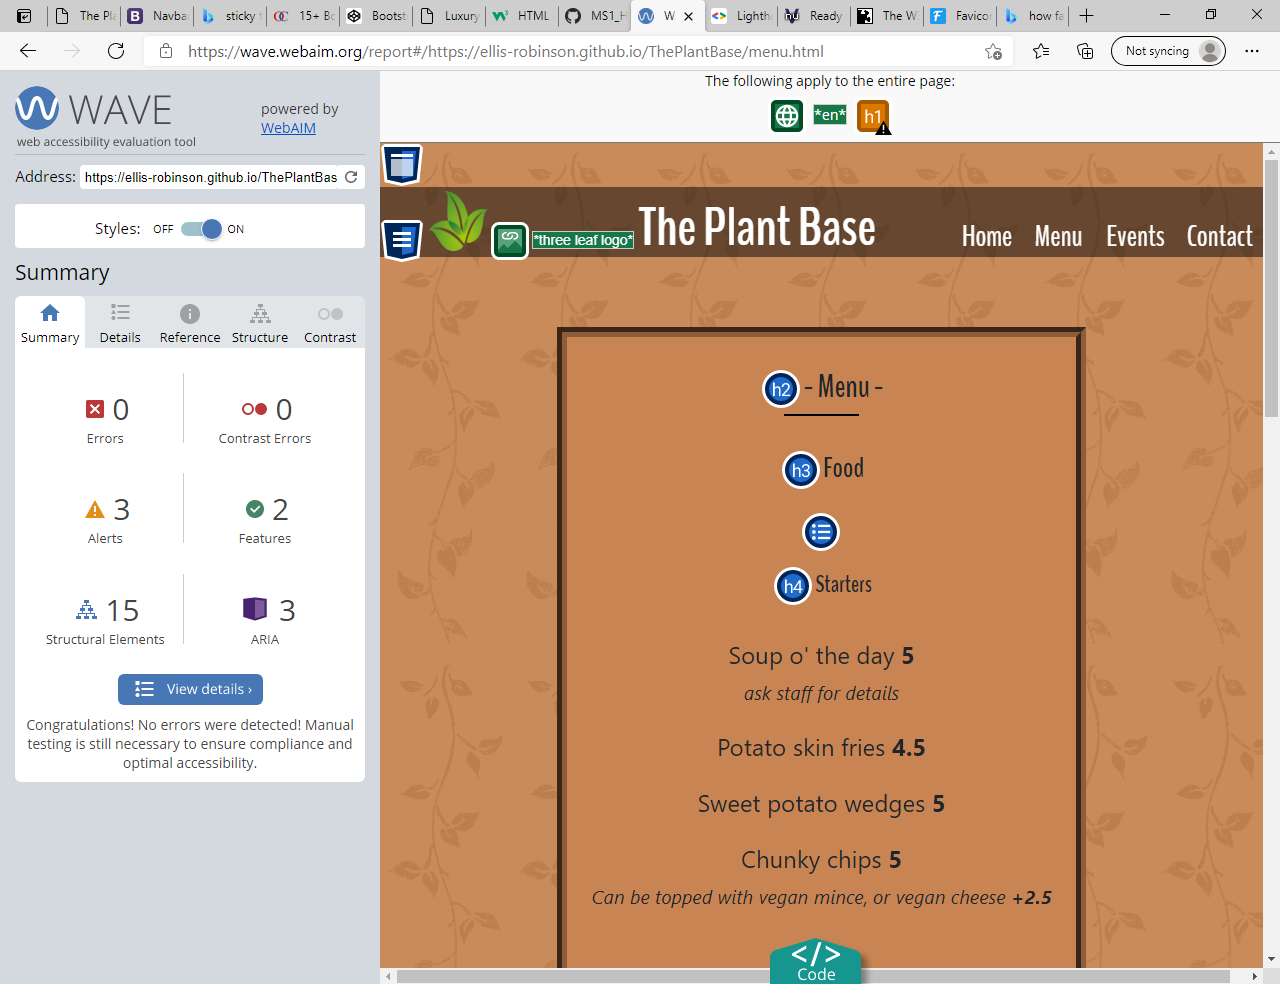 The Pl
Navba
sticky
15+ Bo
Bootst
Luxury
HTML
MS1_H
W
Lighth
Ready
The W
Favico
how fa
https://wave.webaim.org/report#/https://ellis-robinson.github.io/ThePlantBase/menu.html
Not syncing
WAVE
web accessibility evaluation tool
powered by
WebAIM
Address: https://ellis-robinson.github.io/ThePlantBas
Styles: OFF ON
Summary
Summary Details Reference Structure Contrast
0 Errors
0 Contrast Errors
3 Alerts
2 Features
15 Structural Elements
3 ARIA
View details ›
Congratulations! No errors were detected! Manual
testing is still necessary to ensure compliance and
optimal accessibility.
The following apply to the entire page:
*en* h1
*three leaf logo* The Plant Base
Home Menu Events Contact
h2 - Menu -
h3 Food
h4 Starters
Soup o' the day 5
ask staff for details
Potato skin fries 4.5
Sweet potato wedges 5
Chunky chips 5
Can be topped with vegan mince, or vegan cheese +2.5
</>
Code